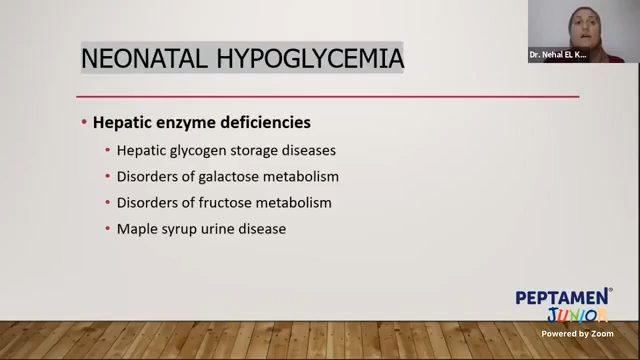 NEONATAL HYPOGLYCEMIA
Dr. Nehal EL K...
• Hepatic enzyme deficiencies
• Hepatic glycogen storage diseases
• Disorders of galactose metabolism
• Disorders of fructose metabolism
• Maple syrup urine disease
PEPTAMEN®
JUNIOR
Powered by Zoom